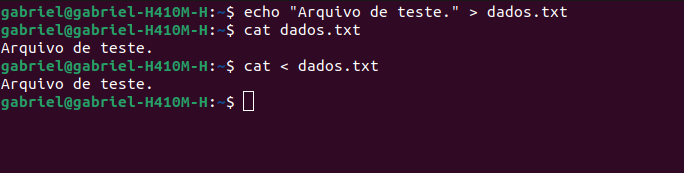 gabriel@gabriel-H410M-H:~$ echo "Arquivo de teste." > dados.txt
gabriel@gabriel-H410M-H:~$ cat dados.txt
Arquivo de teste.
gabriel@gabriel-H410M-H:~$ cat < dados.txt
Arquivo de teste.
gabriel@gabriel-H410M-H:~$